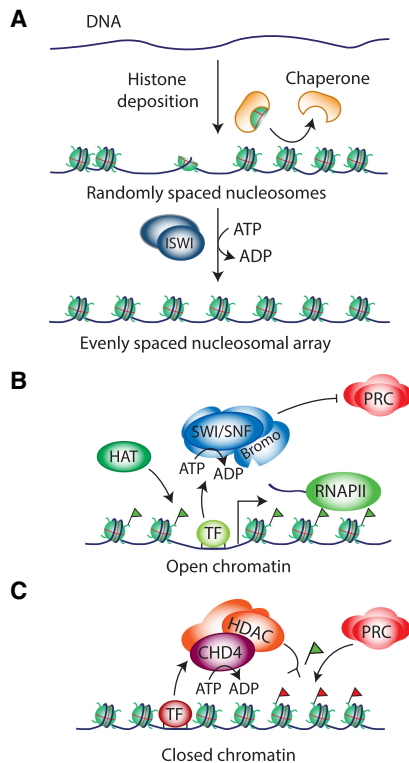 A
DNA
Histone
deposition
Chaperone
Randomly spaced nucleosomes
ISWI
ATP
ADP
Evenly spaced nucleosomal array
B
PRC
SWI/SNF
Bromo
HAT
ATP
ADP
RNAPII
TF
Open chromatin
C
HDAC
PRC
CHD4
ATP
ADP
TF
Closed chromatin